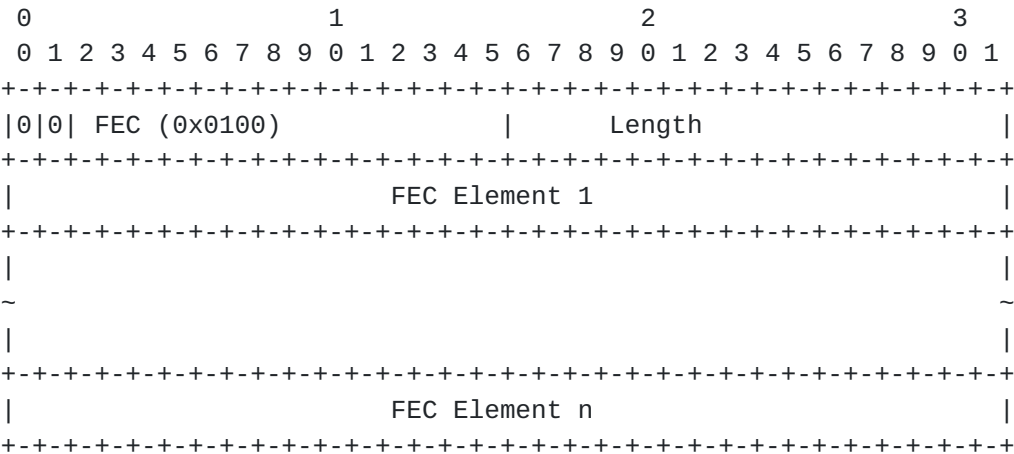 0                   1                   2                   3
 0 1 2 3 4 5 6 7 8 9 0 1 2 3 4 5 6 7 8 9 0 1 2 3 4 5 6 7 8 9 0 1
+-+-+-+-+-+-+-+-+-+-+-+-+-+-+-+-+-+-+-+-+-+-+-+-+-+-+-+-+-+-+-+-+
|0|0| FEC (0x0100)              |      Length                   |
+-+-+-+-+-+-+-+-+-+-+-+-+-+-+-+-+-+-+-+-+-+-+-+-+-+-+-+-+-+-+-+-+
|                        FEC Element 1                          |
+-+-+-+-+-+-+-+-+-+-+-+-+-+-+-+-+-+-+-+-+-+-+-+-+-+-+-+-+-+-+-+-+
|                                                               |
~                                                               ~
|                                                               |
+-+-+-+-+-+-+-+-+-+-+-+-+-+-+-+-+-+-+-+-+-+-+-+-+-+-+-+-+-+-+-+-+
|                        FEC Element n                          |
+-+-+-+-+-+-+-+-+-+-+-+-+-+-+-+-+-+-+-+-+-+-+-+-+-+-+-+-+-+-+-+-+